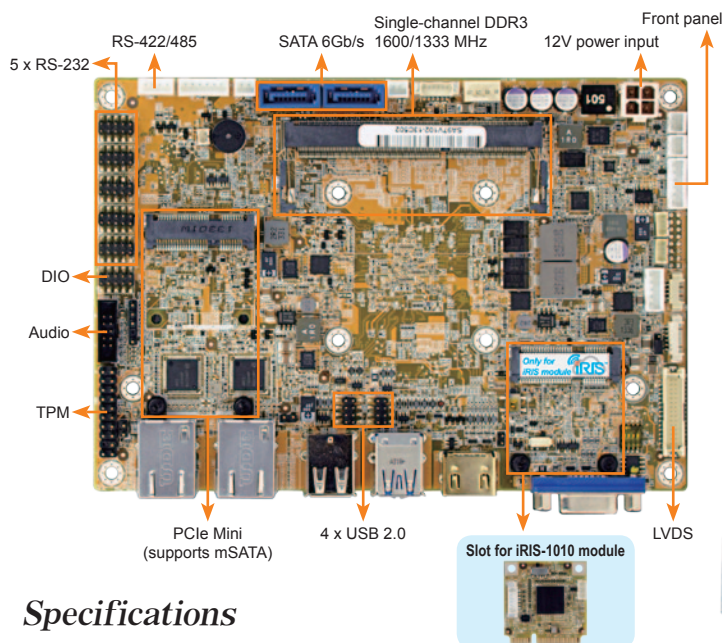 Single-channel DDR3
1600/1333 MHz
Front panel
RS-422/485
SATA 6Gb/s
12V power input
5 x RS-232
501
DIO
Audio
TPM
Only for
iRIS module
iRIS
PCIe Mini
(supports mSATA)
4 x USB 2.0
LVDS
Slot for iRIS-1010 module
Specifications